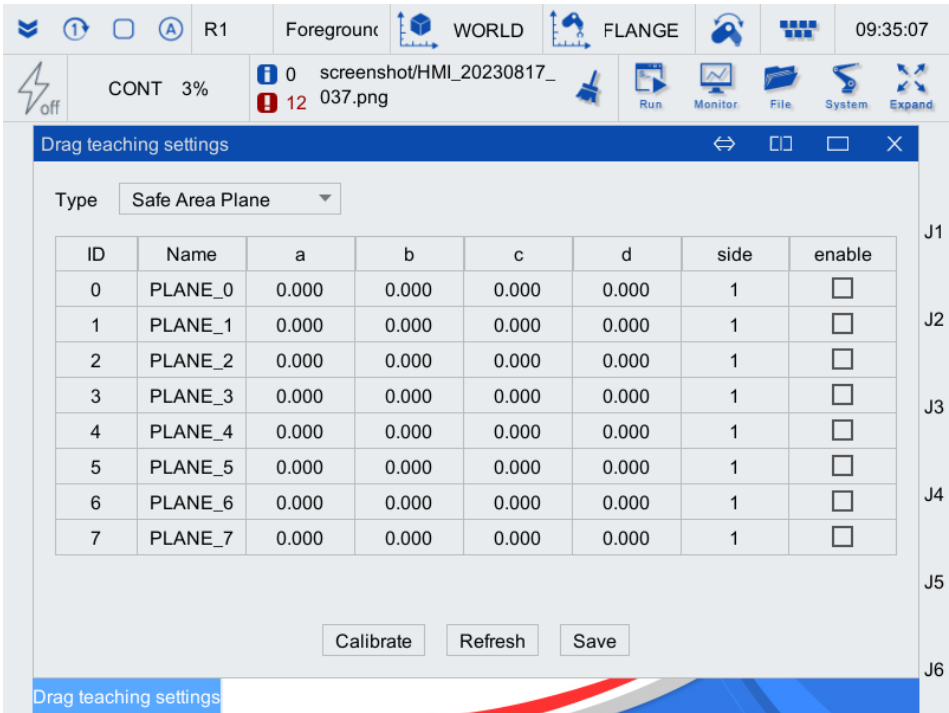 1 A R1 Foreground WORLD FLANGE 09:35:07
off CONT 3% i 0 screenshot/HMI_20230817_
! 12 037.png Run Monitor File System Expand
Drag teaching settings
Type Safe Area Plane
J1
ID Name a b c d side enable
0 PLANE_0 0.000 0.000 0.000 0.000 1
1 PLANE_1 0.000 0.000 0.000 0.000 1
J2
2 PLANE_2 0.000 0.000 0.000 0.000 1
3 PLANE_3 0.000 0.000 0.000 0.000 1
J3
4 PLANE_4 0.000 0.000 0.000 0.000 1
5 PLANE_5 0.000 0.000 0.000 0.000 1
6 PLANE_6 0.000 0.000 0.000 0.000 1
J4
7 PLANE_7 0.000 0.000 0.000 0.000 1
J5
Calibrate Refresh Save
J6
Drag teaching settings